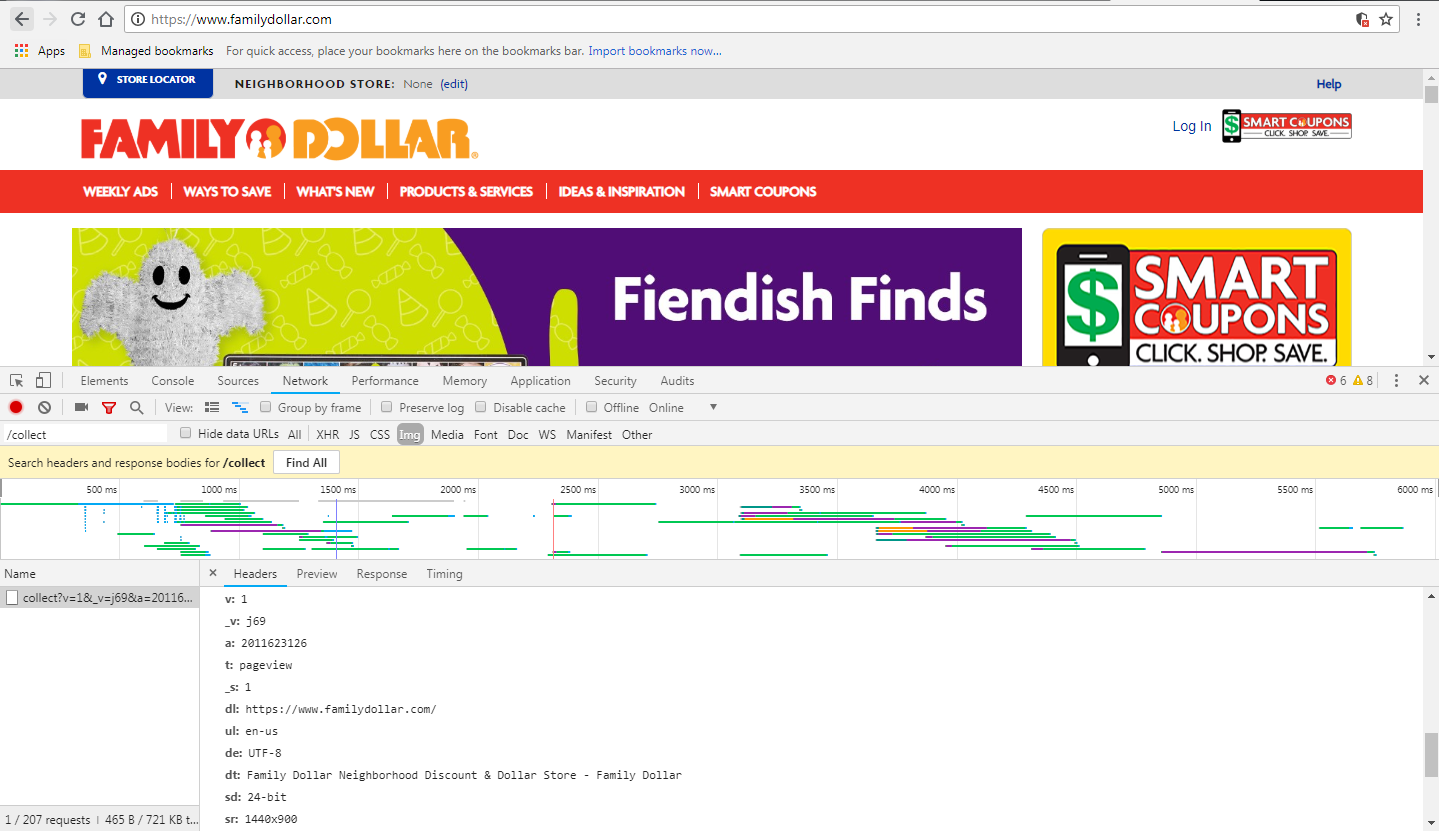 https://www.familydollar.com
Apps Managed bookmarks For quick access, place your bookmarks here on the bookmarks bar. Import bookmarks now...
STORE LOCATOR NEIGHBORHOOD STORE: None (edit) Help
FAMILY DOLLAR®
Log In $ SMART COUPONS
CLICK. SHOP. SAVE.
WEEKLY ADS WAYS TO SAVE WHAT'S NEW PRODUCTS & SERVICES IDEAS & INSPIRATION SMART COUPONS
Fiendish Finds
$ SMART
COUPONS
CLICK. SHOP. SAVE.
Elements Console Sources Network Performance Memory Application Security Audits 6 8
View: Group by frame Preserve log Disable cache Offline Online
/collect Hide data URLs All XHR JS CSS Img Media Font Doc WS Manifest Other
Search headers and response bodies for /collect Find All
500 ms 1000 ms 1500 ms 2000 ms 2500 ms 3000 ms 3500 ms 4000 ms 4500 ms 5000 ms 5500 ms 6000 ms
Name × Headers Preview Response Timing
collect?v=1&_v=j69&a=20116...
v: 1
_v: j69
a: 2011623126
t: pageview
_s: 1
dl: https://www.familydollar.com/
ul: en-us
de: UTF-8
dt: Family Dollar Neighborhood Discount & Dollar Store - Family Dollar
sd: 24-bit
sr: 1440x900
1 / 207 requests | 465 B / 721 KB t...